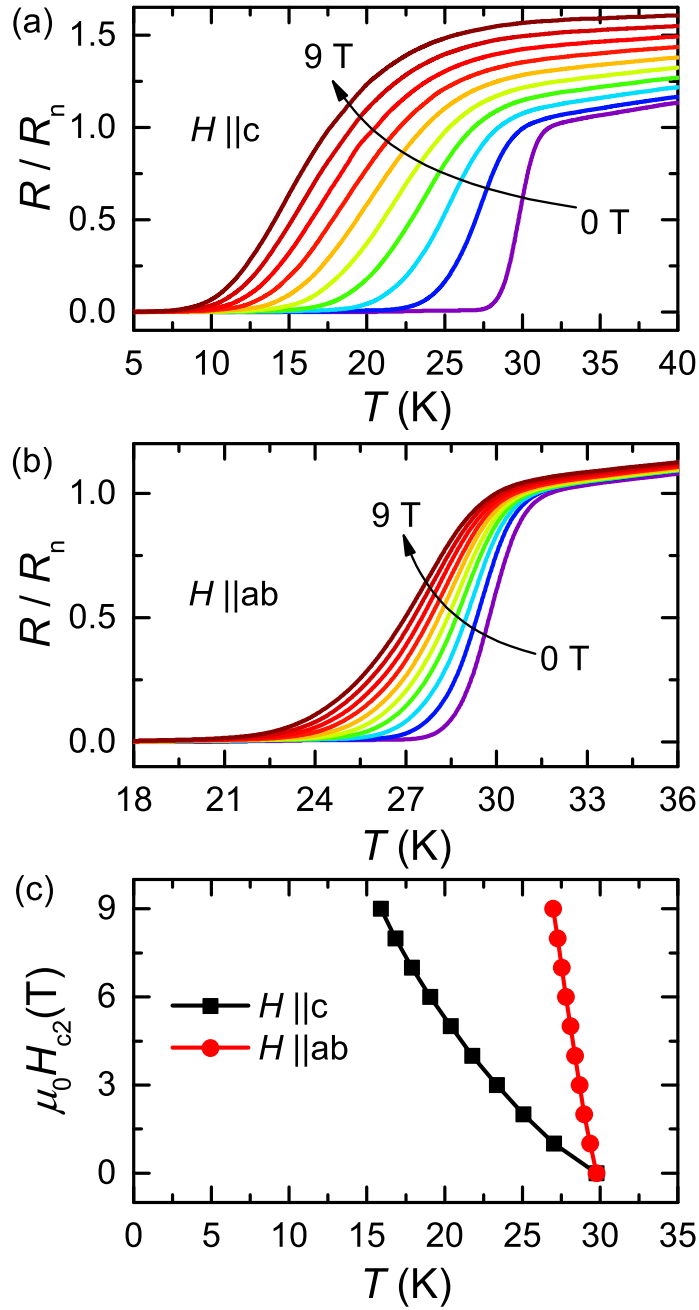 (a)
1.5
1.0
0.5
0.0
R / Rn
9 T
H ||c
0 T
5 10 15 20 25 30 35 40
T (K)
(b)
1.0
0.5
0.0
R / Rn
9 T
H ||ab
0 T
18 21 24 27 30 33 36
T (K)
(c)
9
6
3
0
μ0Hc2(T)
H ||c
H ||ab
0 5 10 15 20 25 30 35
T (K)